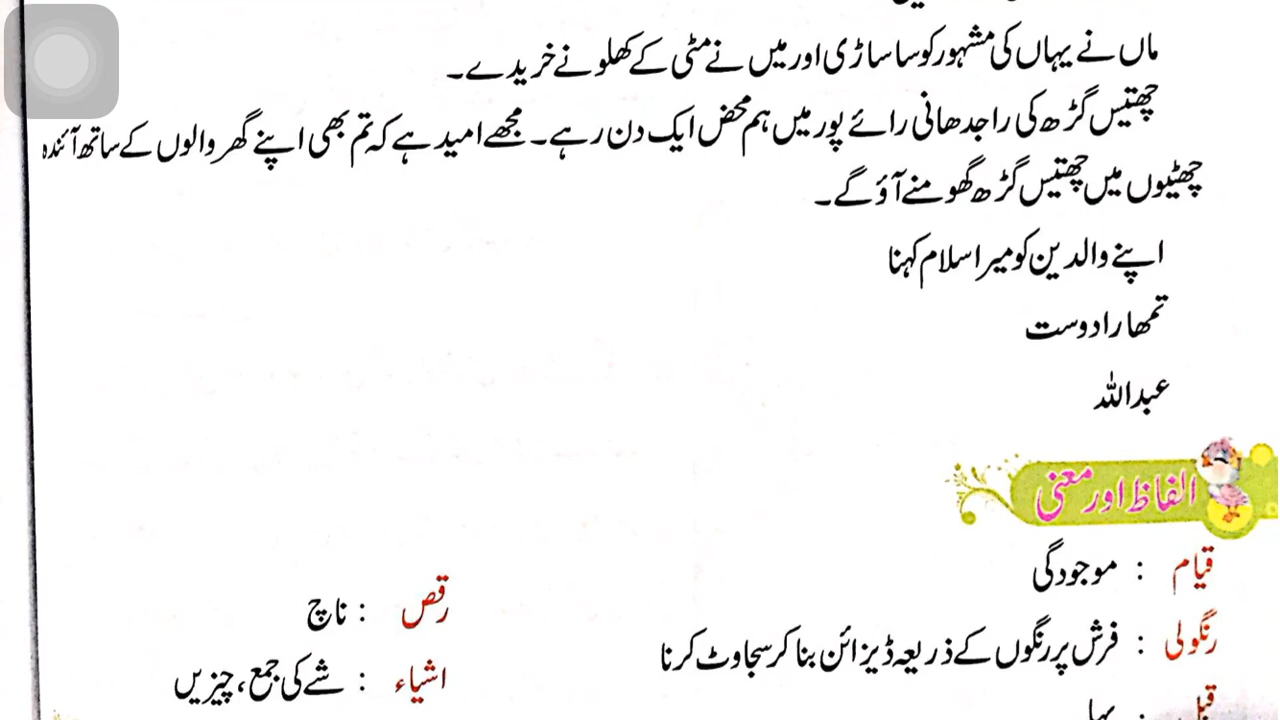 ماں نے یہاں کی مشہور کوسا ساڑی اور میں نے مٹی کے کھلونے خریدے۔
چھتیس گڑھ کی راجدھانی رائے پور میں ہم محض ایک دن رہے۔ مجھے امید ہے کہ تم بھی اپنے گھر والوں کے ساتھ آئندہ
چھٹیوں میں چھتیس گڑھ گھومنے آؤ گے۔
اپنے والدین کو میرا سلام کہنا
تمھارا دوست
عبداللہ
الفاظ اور معنی
قیام : موجودگی
رقص : ناچ
رنگولی : فرش پر رنگوں کے ذریعہ ڈیزائن بنا کر سجاوٹ کرنا
اشیاء : شے کی جمع، چیزیں
قبل